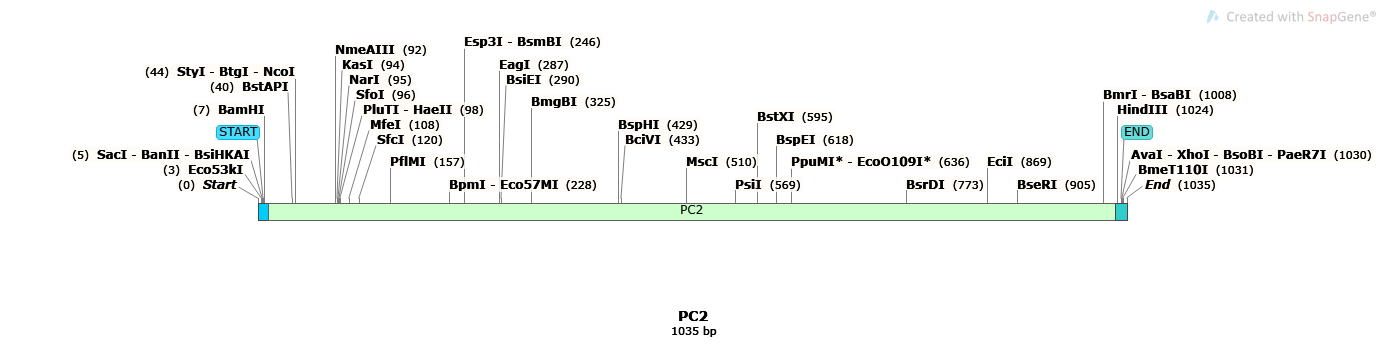 Created with SnapGene®
Esp3I - BsmBI (246)
NmeAIII (92)
KasI (94)
EagI (287)
(44) StyI - BtgI - NcoI
NarI (95)
BsiEI (290)
(40) BstAPI
SfoI (96)
BmrI - BsaBI (1008)
BmgBI (325)
(7) BamHI
PluTI - HaeII (98)
HindIII (1024)
BstXI (595)
MfeI (108)
BspHI (429)
START
END
SfcI (120)
BciVI (433)
BspEI (618)
(5) SacI - BanII - BsiHKAI
AvaI - XhoI - BsoBI - PaeR7I (1030)
PflMI (157)
MscI (510)
PpuMI* - EcoO109I* (636)
EciI (869)
(3) Eco53kI
BmeT110I (1031)
(0) Start
BpmI - Eco57MI (228)
PsiI (569)
BsrDI (773)
BseRI (905)
End (1035)
PC2
PC2
1035 bp